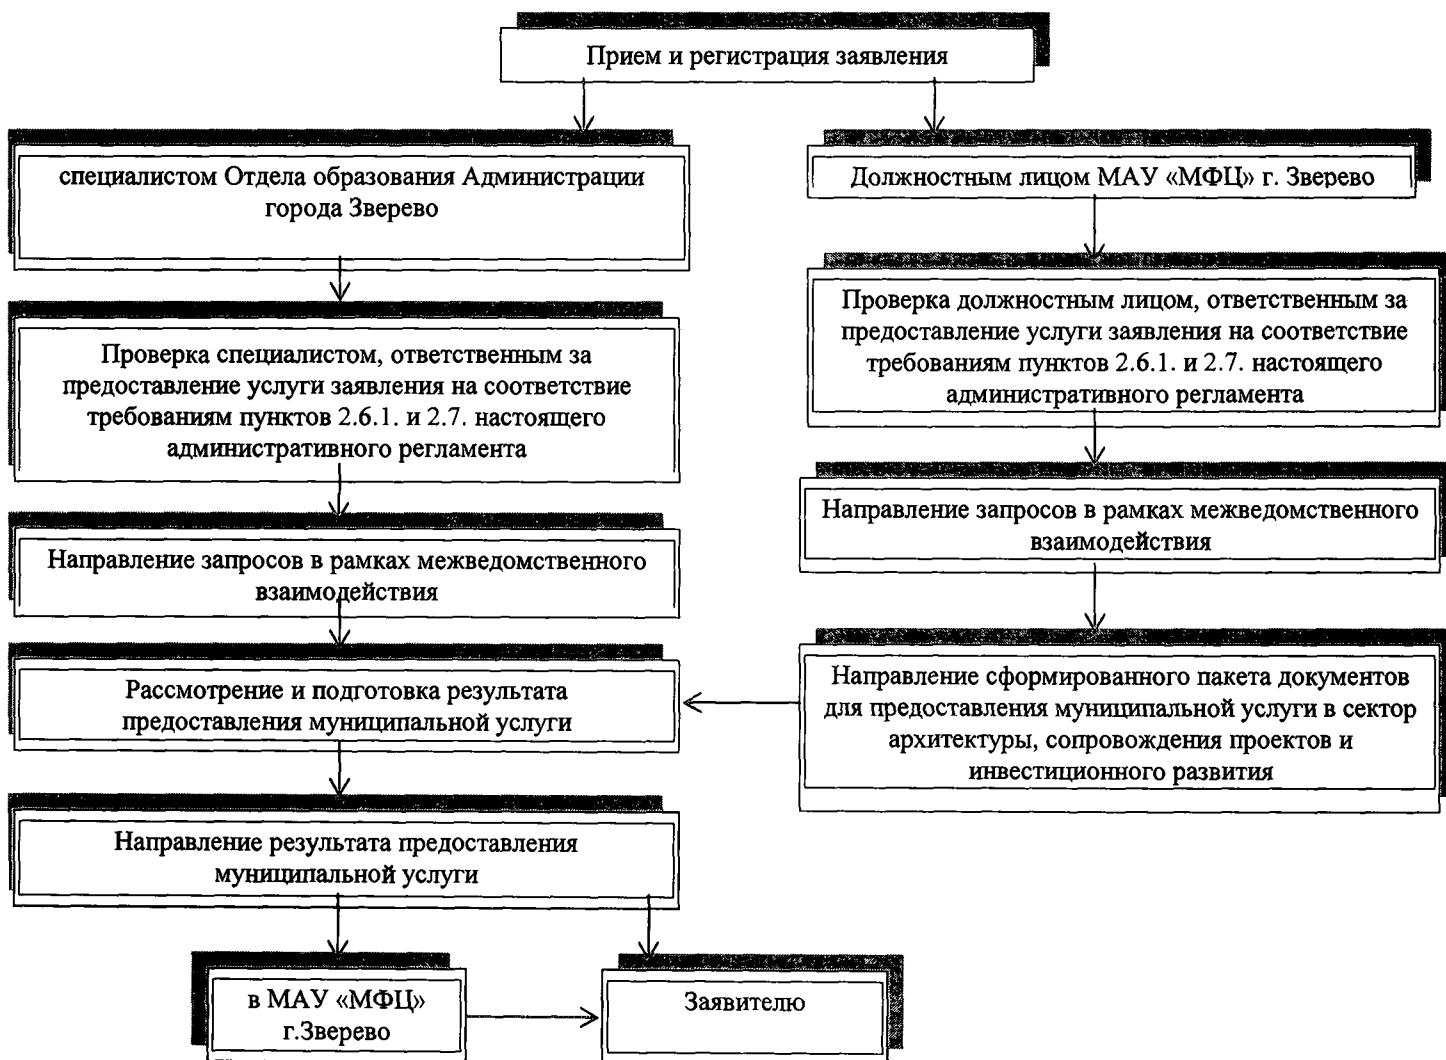 Прием и регистрация заявления
специалистом Отдела образования Администрации
города Зверево
Должностным лицом МАУ «МФЦ» г. Зверево
Проверка специалистом, ответственным за
предоставление услуги заявления на соответствие
требованиям пунктов 2.6.1. и 2.7. настоящего
административного регламента
Проверка должностным лицом, ответственным за
предоставление услуги заявления на соответствие
требованиям пунктов 2.6.1. и 2.7. настоящего
административного регламента
Направление запросов в рамках межведомственного
взаимодействия
Направление запросов в рамках межведомственного
взаимодействия
Рассмотрение и подготовка результата
предоставления муниципальной услуги
Направление сформированного пакета документов
для предоставления муниципальной услуги в сектор
архитектуры, сопровождения проектов и
инвестиционного развития
Направление результата предоставления
муниципальной услуги
в МАУ «МФЦ»
г.Зверево
Заявителю